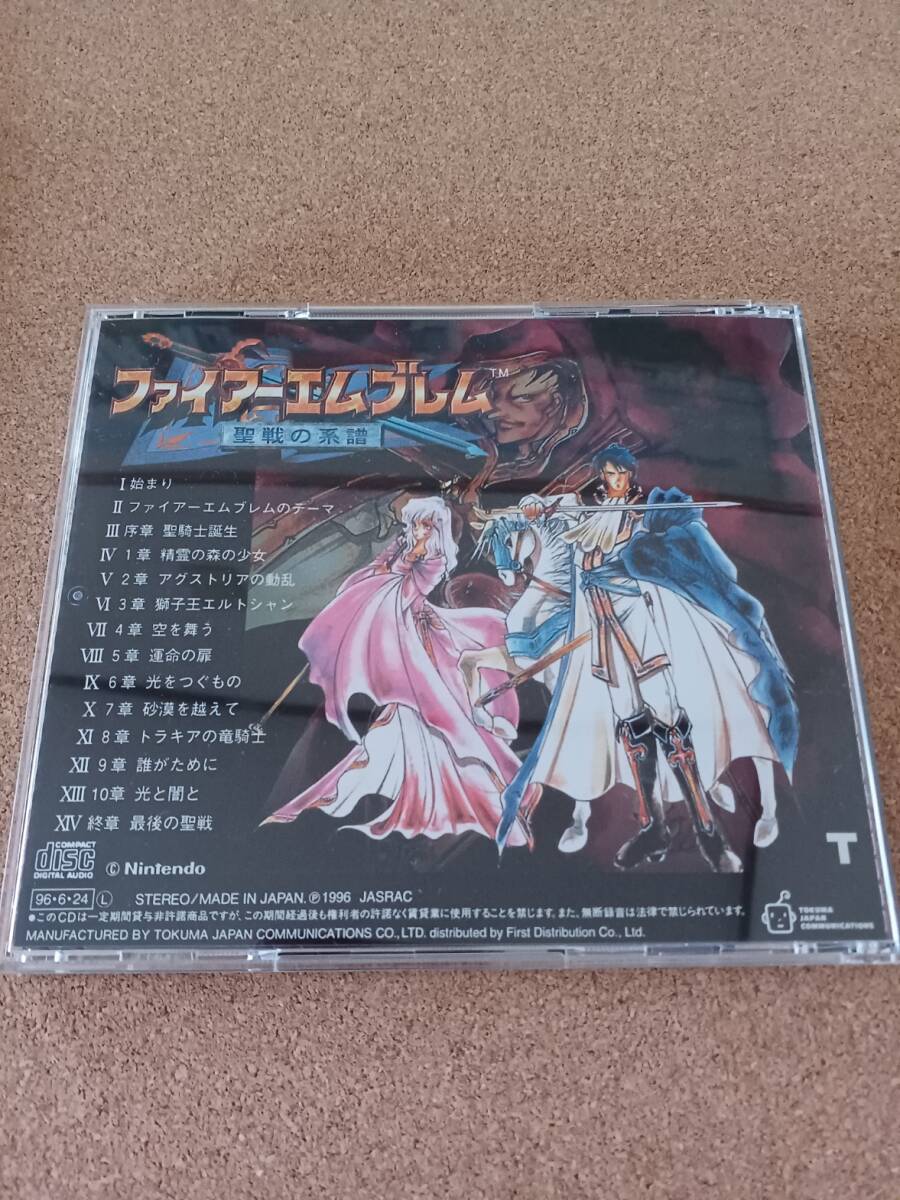 ファイアーエムブレム™
聖戦の系譜
Ⅰ 始まり
Ⅱ ファイアーエムブレムのテーマ
Ⅲ 序章 聖騎士誕生
Ⅳ 1章 精霊の森の少女
Ⅴ 2章 アグストリアの動乱
Ⅵ 3章 獅子王エルトシャン
Ⅶ 4章 空を舞う
Ⅷ 5章 運命の扉
Ⅸ 6章 光をつぐもの
Ⅹ 7章 砂漠を越えて
Ⅺ 8章 トラキアの竜騎士
Ⅻ 9章 誰がために
XIII 10章 光と闇と
XIV 終章 最後の聖戦
COMPACT
disc
DIGITAL AUDIO
© Nintendo
T
96・6・24 Ⓛ STEREO/MADE IN JAPAN. ℗1996 JASRAC
●このCDは一定期間貸与非許諾商品ですが、この期間経過後も権利者の許諾なく賃貸業に使用することを禁じます。また、無断録音は法律で禁じられています。
MANUFACTURED BY TOKUMA JAPAN COMMUNICATIONS CO., LTD. distributed by First Distribution Co., Ltd.
TOKUMA
JAPAN
COMMUNICATIONS